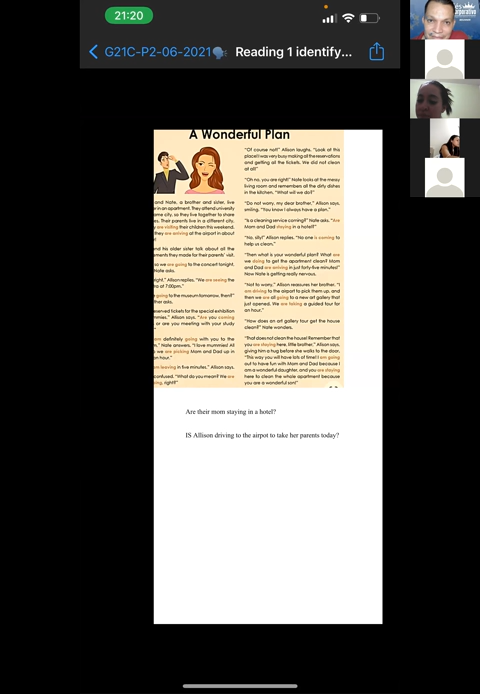 21:20
G21C-P2-06-2021🗣 Reading 1 identify...
A Wonderful Plan
and Nate, a brother and sister, live
in an apartment. They attend university
city, so they live together to share
es. Their parents live in a different city.
are visiting their children this weekend.
they are arriving at the airport in about
nd his older sister talk about all the
ments they made for their parents' visit.
so we are going to the concert tonight.
Nate asks.
ight," Allison replies. "We are seeing the
ra at 7:00pm."
going to the museum tomorrow,
ther asks.
eserved tickets for the special exhibition
mmies," Allison says. "Are you coming
or are you meeting with your study
am definitely going with you to the
," Nate answers. "I love mummies! All
we are picking Mom and Dad up in
n hour."
am leaving in five minutes," Alison says.
confused. "What do you mean? We are
ing, right?"
"Of course not!" Alison laughs. "Look at this
place! I was very busy making all the reservations
and getting all the tickets. We did not clean
at all!"
"Oh no, you are right!" Nate looks at the messy
living room and remembers all the dirty dishes
in the kitchen. "What will we do?"
"Do not worry, my dear brother," Alison says,
smiling. "You know I always have a plan."
"Is a cleaning service coming?" Nate asks. "Are
Mom and Dad staying in a hotel?"
"No, silly!" Alison replies. "No one is coming to
help us clean."
"Then what is your wonderful plan? What are
we doing to get the apartment clean? Mom
and Dad are arriving in just forty-five minutes!"
Now Nate is getting really nervous.
"Not to worry," Alison reassures her brother. "I
am driving to the airport to pick them up, and
then we are all going to a new art gallery that
just opened. We are taking a guided tour for
an hour."
"How does an art gallery tour get the house
clean?" Nate wonders.
"That does not clean the house! Remember that
you are staying here, little brother," Alison says,
giving him a hug before she walks to the door.
"This way you will have lots of time! I am going
out to have fun with Mom and Dad because I
am a wonderful daughter, and you are staying
here to clean the whole apartment because
you are a wonderful son!"
Are their mom staying in a hotel?
IS Allison driving to the airpot to take her parents today?